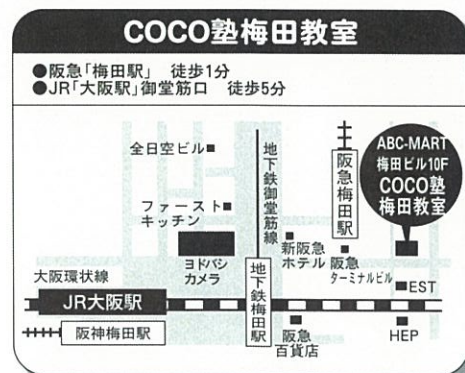 COCO塾梅田教室
●阪急「梅田駅」 徒歩1分
●JR「大阪駅」御堂筋口 徒歩5分
全日空ビル
ファースト
キッチン
ヨドバシ
カメラ
地下鉄御堂筋線
地下鉄梅田駅
新阪急
ホテル
阪急梅田駅
阪急
ターミナルビル
ABC-MART
梅田ビル10F
COCO塾
梅田教室
EST
HEP
阪急
百貨店
大阪環状線
JR大阪駅
阪神梅田駅